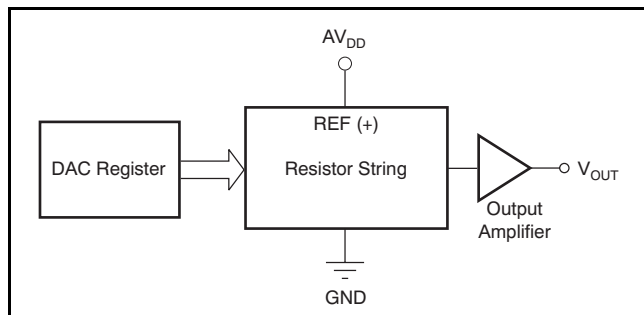 AVDD
REF (+)
DAC Register
Resistor String
VOUT
Output
Amplifier
GND